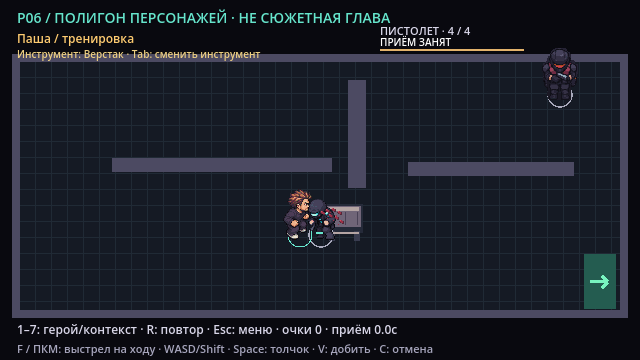 P06 / ПОЛИГОН ПЕРСОНАЖЕЙ · НЕ СЮЖЕТНАЯ ГЛАВА
Паша / тренировка
ПИСТОЛЕТ · 4 / 4
ПРИЁМ ЗАНЯТ
Инструмент: Верстак · Tab: сменить инструмент
1–7: герой/контекст · R: повтор · Esc: меню · очки 0 · приём 0.0с
F / ПКМ: выстрел на ходу · WASD/Shift · Space: толчок · V: добить · C: отмена